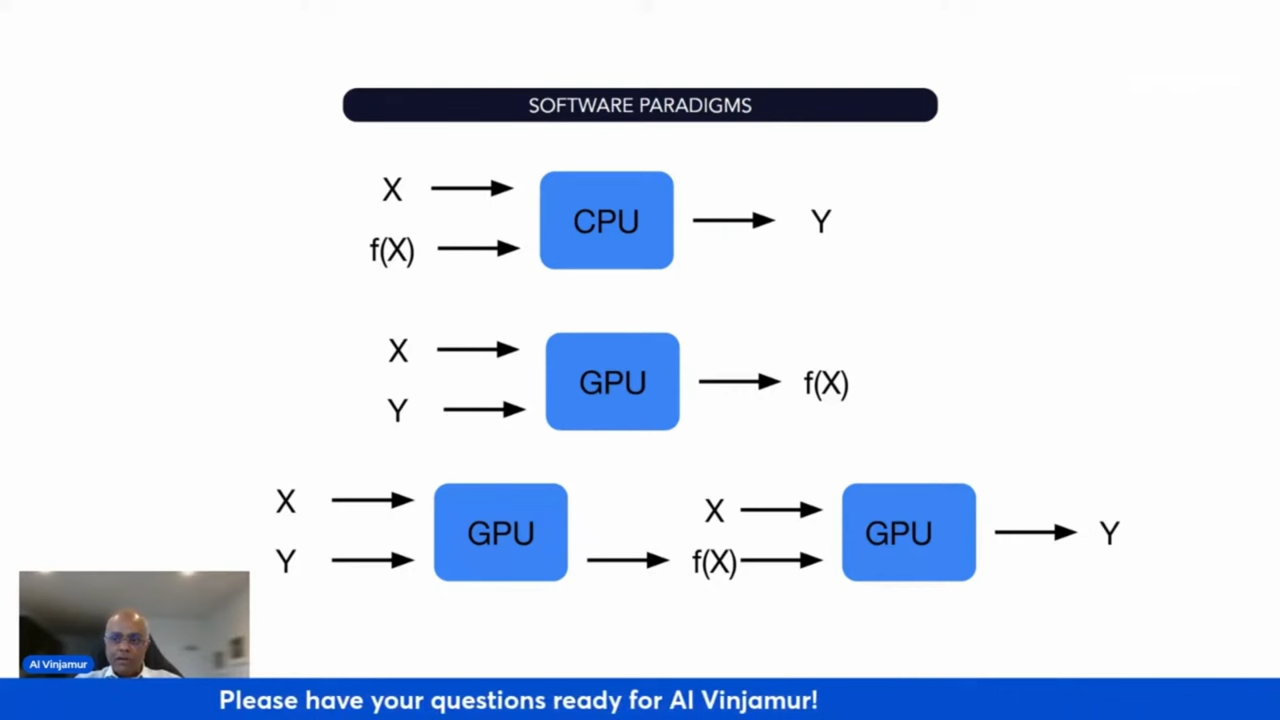 SOFTWARE PARADIGMS
X
CPU
Y
f(X)
X
GPU
f(X)
Y
X
GPU
X
GPU
Y
Y
f(X)
Al Vinjamur
Please have your questions ready for Al Vinjamur!